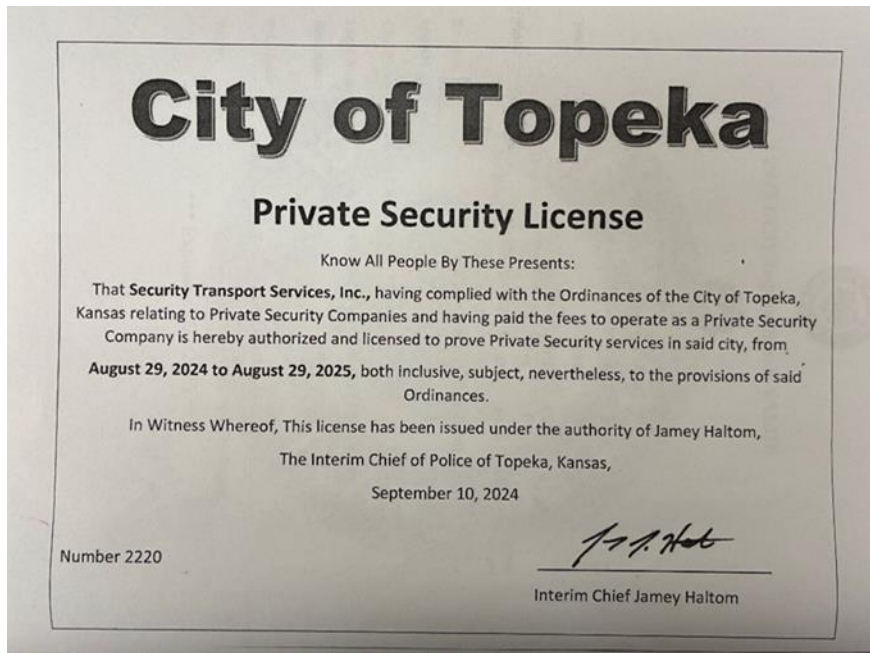 City of Topeka
Private Security License
Know All People By These Presents:
That Security Transport Services, Inc., having complied with the Ordinances of the City of Topeka,
Kansas relating to Private Security Companies and having paid the fees to operate as a Private Security
Company is hereby authorized and licensed to prove Private Security services in said city, from
August 29, 2024 to August 29, 2025, both inclusive, subject, nevertheless, to the provisions of said
Ordinances.
In Witness Whereof, This license has been issued under the authority of Jamey Haltom,
The Interim Chief of Police of Topeka, Kansas,
September 10, 2024
Number 2220
Interim Chief Jamey Haltom